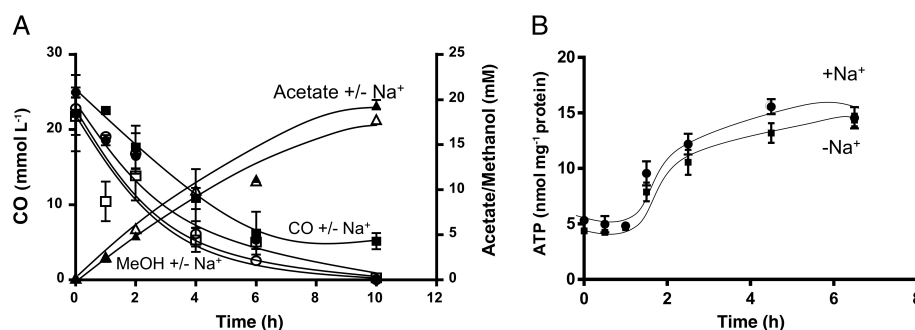 A
B
30
20
10
0
CO (mmol L-1)
25
20
15
10
5
0
Acetate/Methanol (mM)
Acetate +/- Na+
CO +/- Na+
MeOH +/- Na+
0 2 4 6 8 10 12
Time (h)
20
15
10
5
0
ATP (nmol mg-1 protein)
+Na+
-Na+
0 2 4 6 8
Time (h)